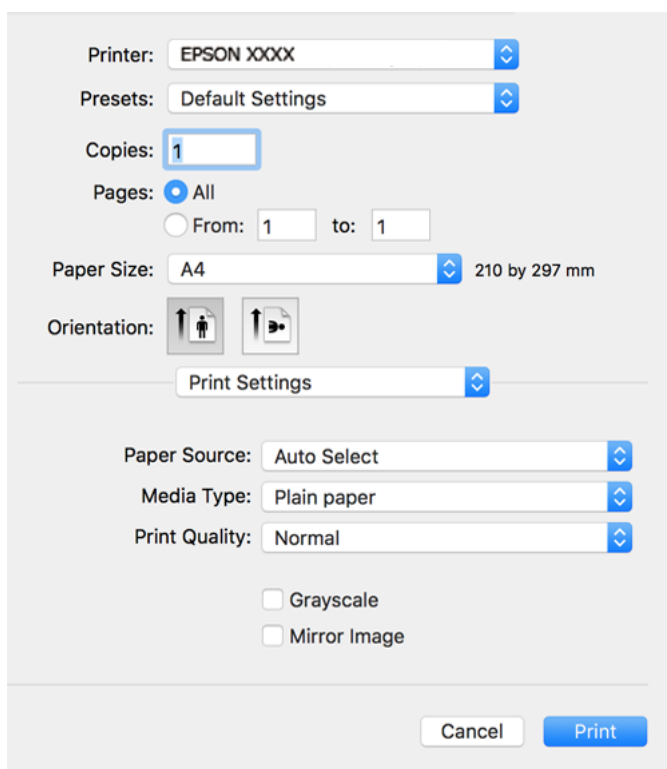 Printer: EPSON XXXX
Presets: Default Settings
Copies: 1
Pages: All
From: 1 to: 1
Paper Size: A4 210 by 297 mm
Orientation:
Print Settings
Paper Source: Auto Select
Media Type: Plain paper
Print Quality: Normal
Grayscale
Mirror Image
Cancel Print